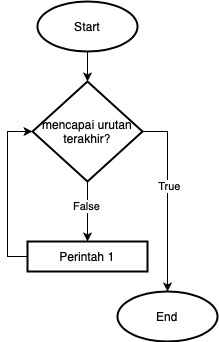 Start
mencapai urutan
terakhir?
True
False
Perintah 1
End